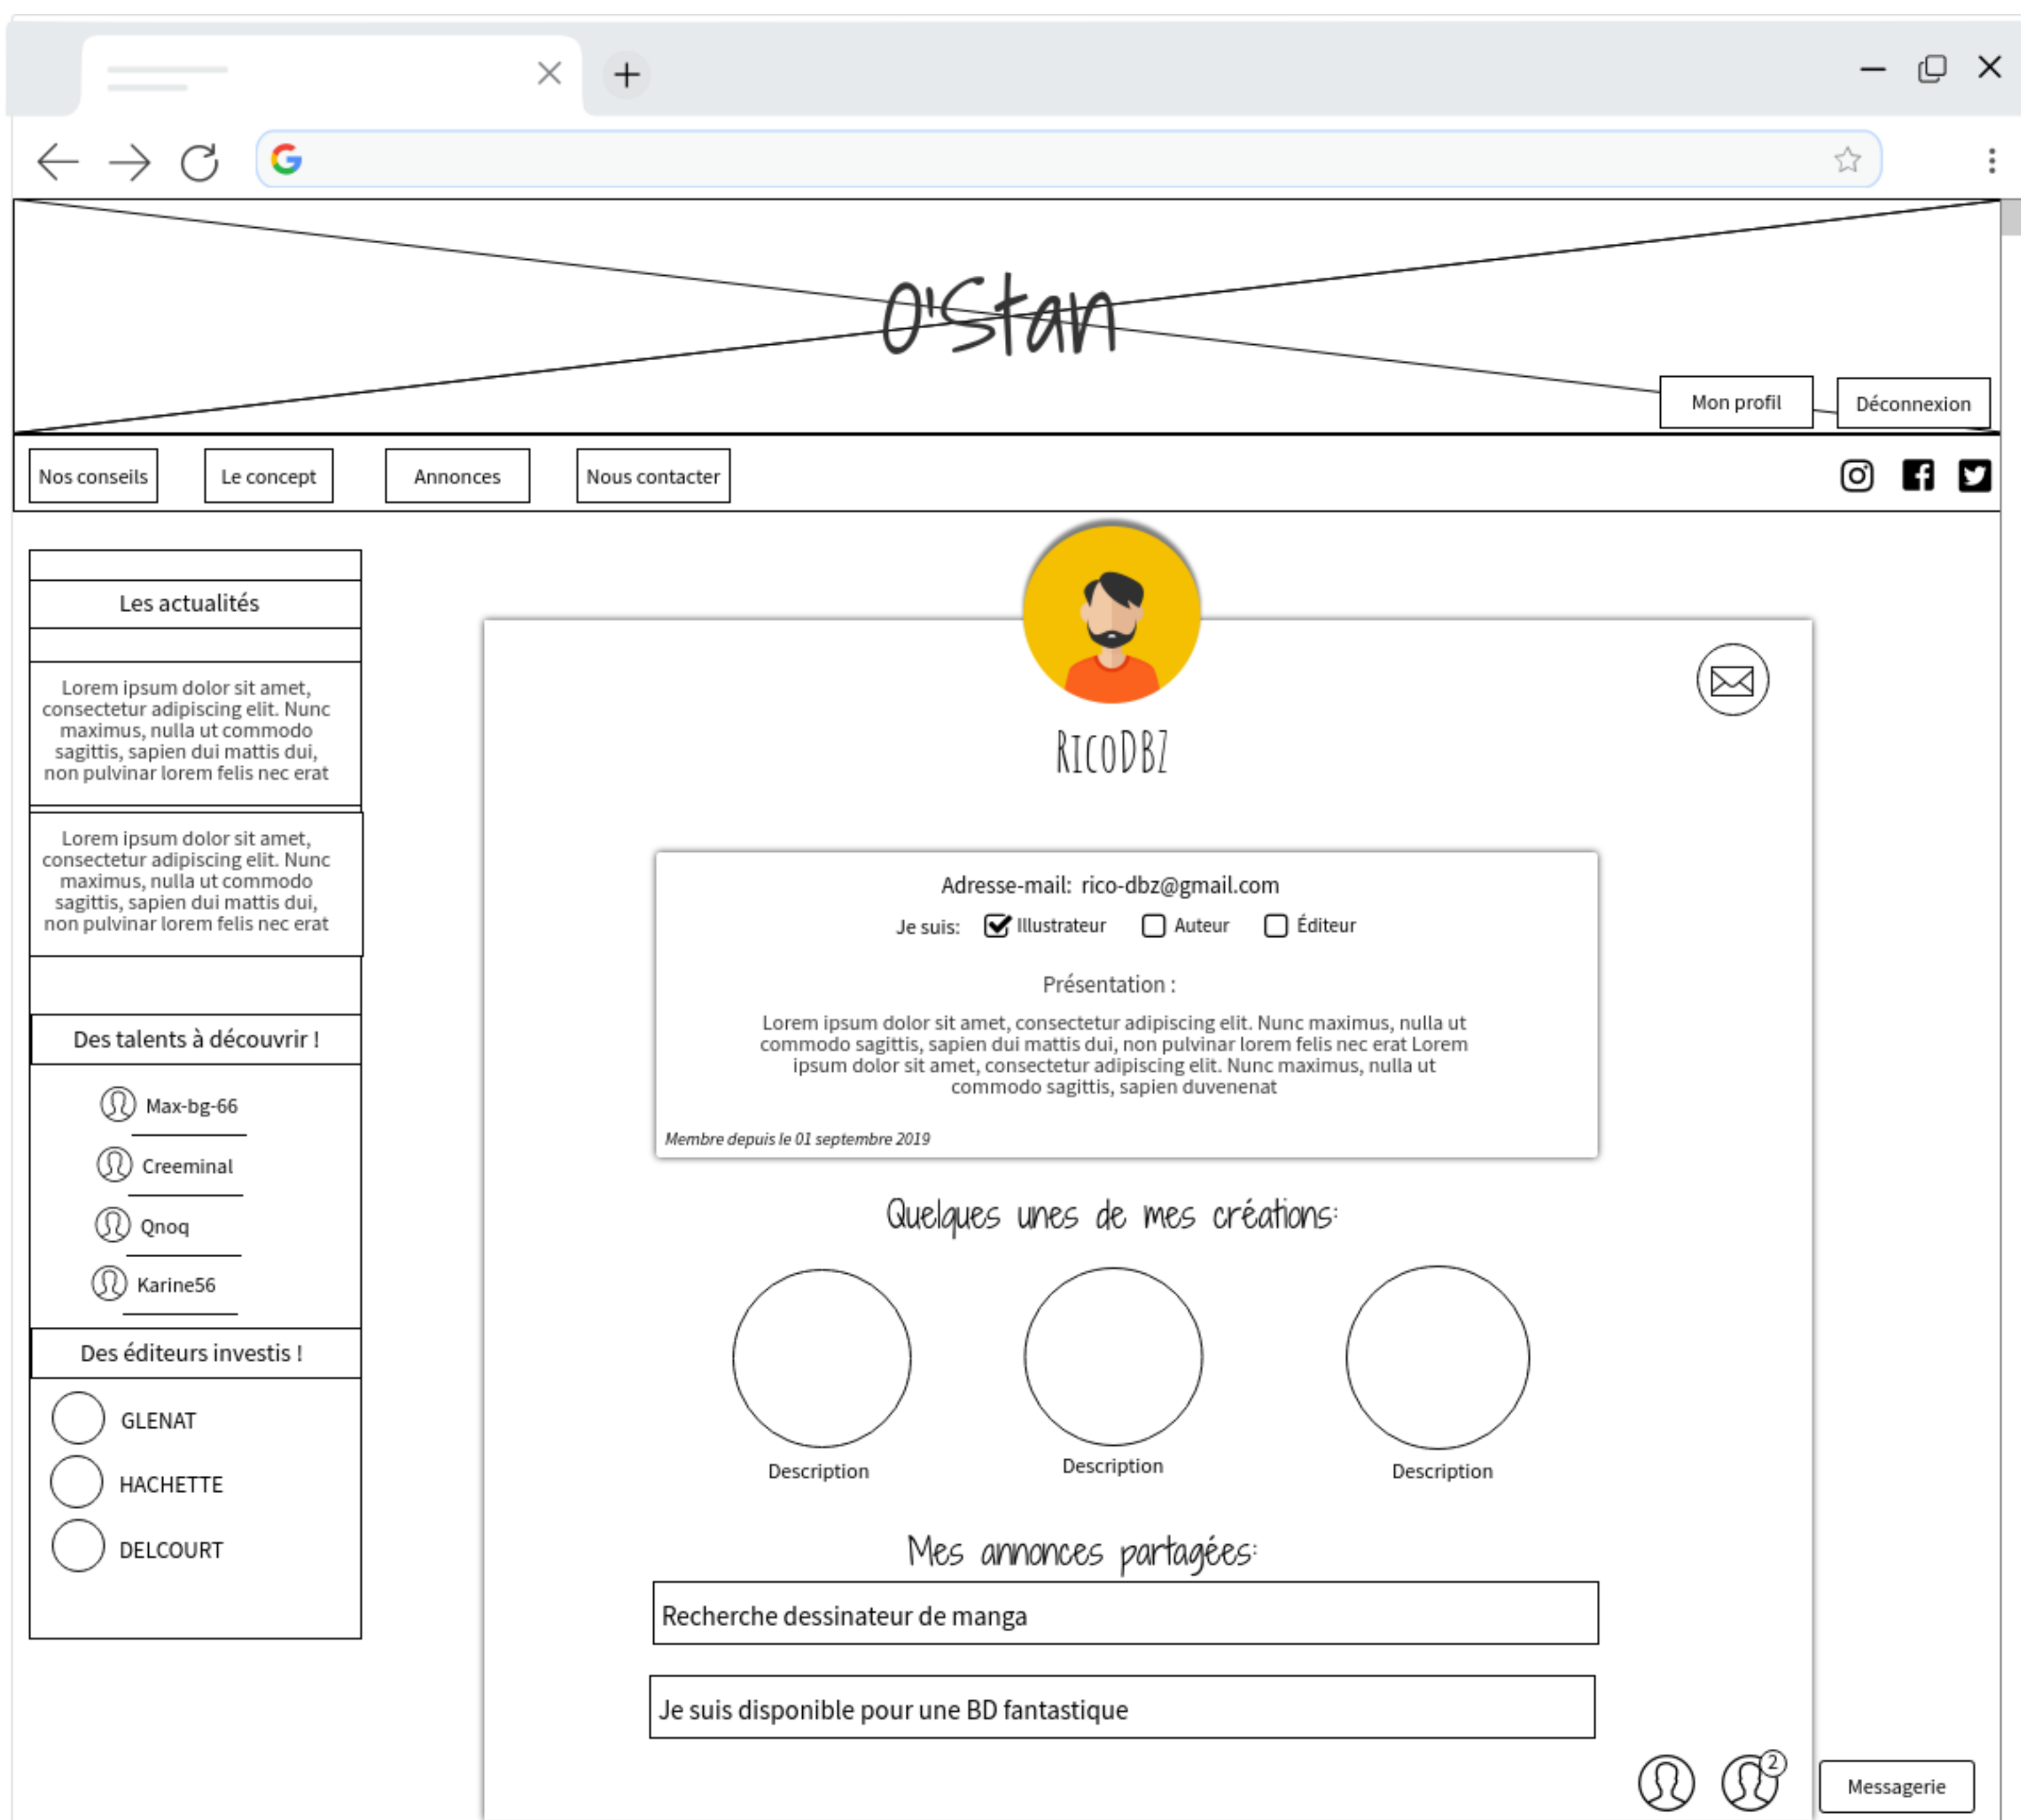 O'Stan
Mon profil
Déconnexion
Nos conseils
Le concept
Annonces
Nous contacter
Les actualités
Lorem ipsum dolor sit amet,
consectetur adipiscing elit. Nunc
maximus, nulla ut commodo
sagittis, sapien dui mattis dui,
non pulvinar lorem felis nec erat
Lorem ipsum dolor sit amet,
consectetur adipiscing elit. Nunc
maximus, nulla ut commodo
sagittis, sapien dui mattis dui,
non pulvinar lorem felis nec erat
Des talents à découvrir !
Max-bg-66
Creeminal
Qnoq
Karine56
Des éditeurs investis !
GLENAT
HACHETTE
DELCOURT
RicoDBZ
Adresse-mail: rico-dbz@gmail.com
Je suis: Illustrateur Auteur Éditeur
Présentation :
Lorem ipsum dolor sit amet, consectetur adipiscing elit. Nunc maximus, nulla ut
commodo sagittis, sapien dui mattis dui, non pulvinar lorem felis nec erat Lorem
ipsum dolor sit amet, consectetur adipiscing elit. Nunc maximus, nulla ut
commodo sagittis, sapien duvenenat
Membre depuis le 01 septembre 2019
Quelques unes de mes créations:
Description
Description
Description
Mes annonces partagées:
Recherche dessinateur de manga
Je suis disponible pour une BD fantastique
2
Messagerie